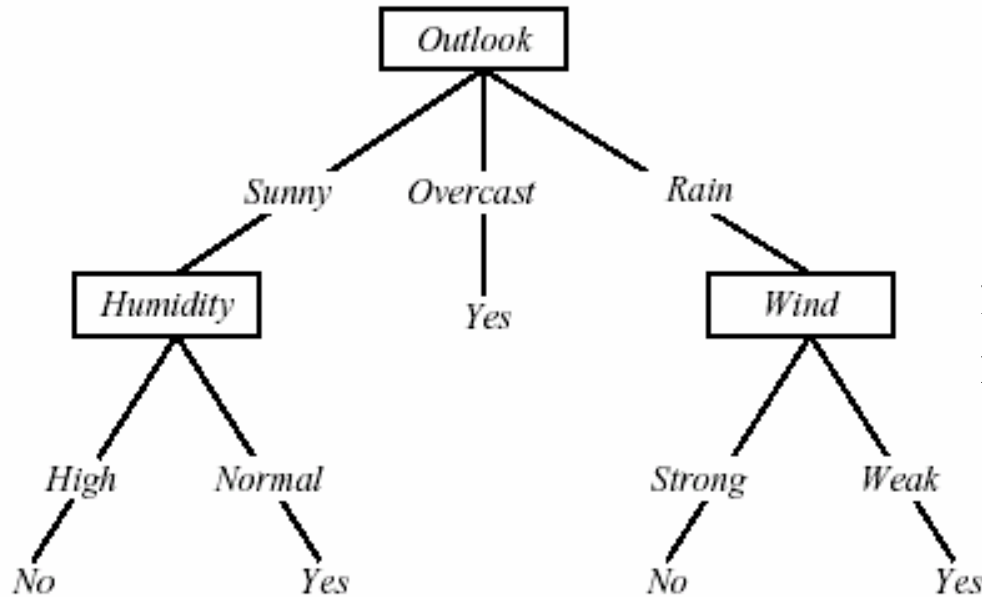 Outlook
Sunny Overcast Rain
Humidity Yes Wind
High Normal Strong Weak
No Yes No Yes